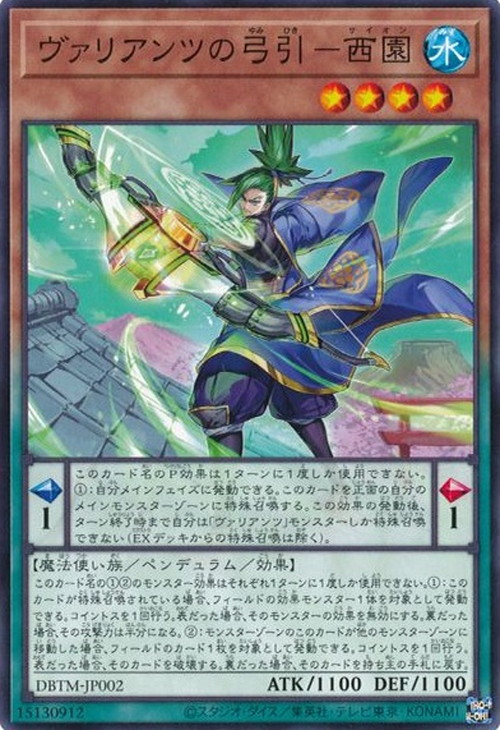 ヴァリアンツの弓引－西園
水
このカード名のP効果は1ターンに1度しか使用できない。
①：自分メインフェイズに発動できる。このカードを正面の自分の
メインモンスターゾーンに特殊召喚する。この効果の発動後、
ターン終了時まで自分は「ヴァリアンツ」モンスターしか特殊召喚
できない（EXデッキからの特殊召喚は除く）。
1
1
【魔法使い族／ペンデュラム／効果】
このカード名の①②のモンスター効果はそれぞれ1ターンに1度しか使用できない。①：この
カードが特殊召喚されている場合、フィールドの効果モンスター1体を対象として発動
できる。コイントスを1回行う。表だった場合、そのモンスターの効果を無効にする。裏だった
場合、その攻撃力は半分になる。②：モンスターゾーンのこのカードが他のモンスターゾーンに
移動した場合、フィールドのカード1枚を対象として発動できる。コイントスを1回行う。
表だった場合、そのカードを破壊する。裏だった場合、そのカードを持ち主の手札に戻す。
DBTM-JP002
ATK/1100 DEF/1100
15130912
©スタジオ・ダイス／集英社・テレビ東京・KONAMI